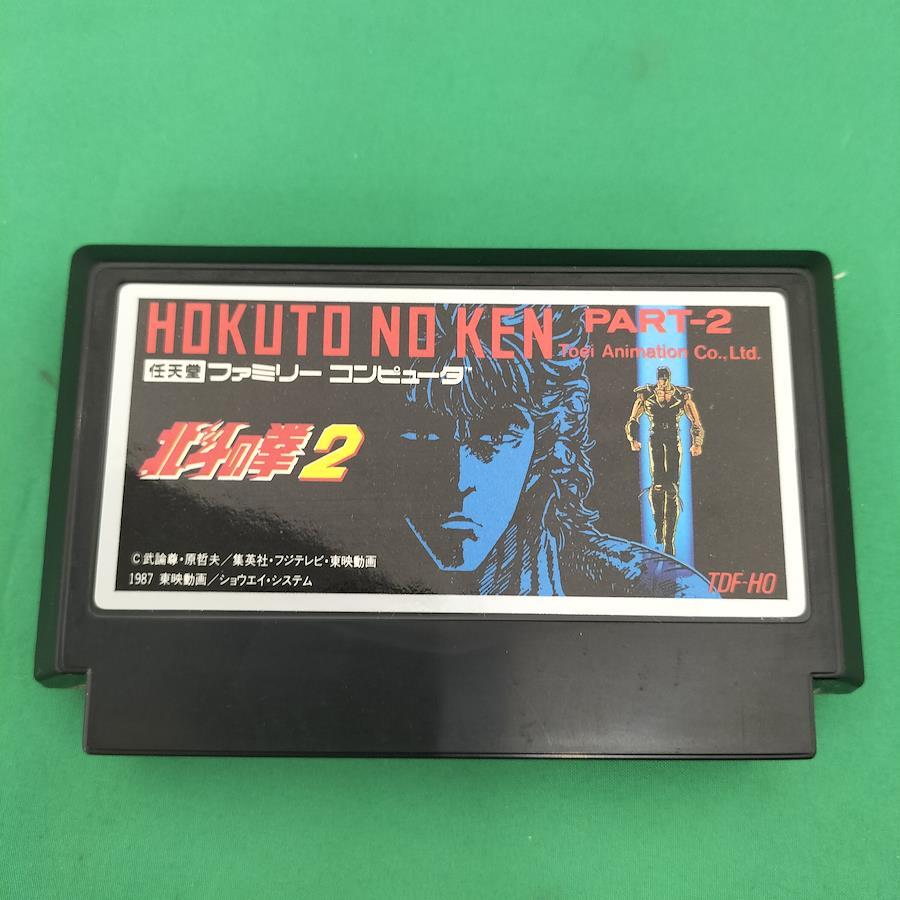 HOKUTO NO KEN PART-2
Toei Animation Co., Ltd.
任天堂 ファミリー コンピュータ™
北斗の拳2
©武論尊・原哲夫／集英社・フジテレビ・東映動画
1987 東映動画／ショウエイ・システム
TDF-HO